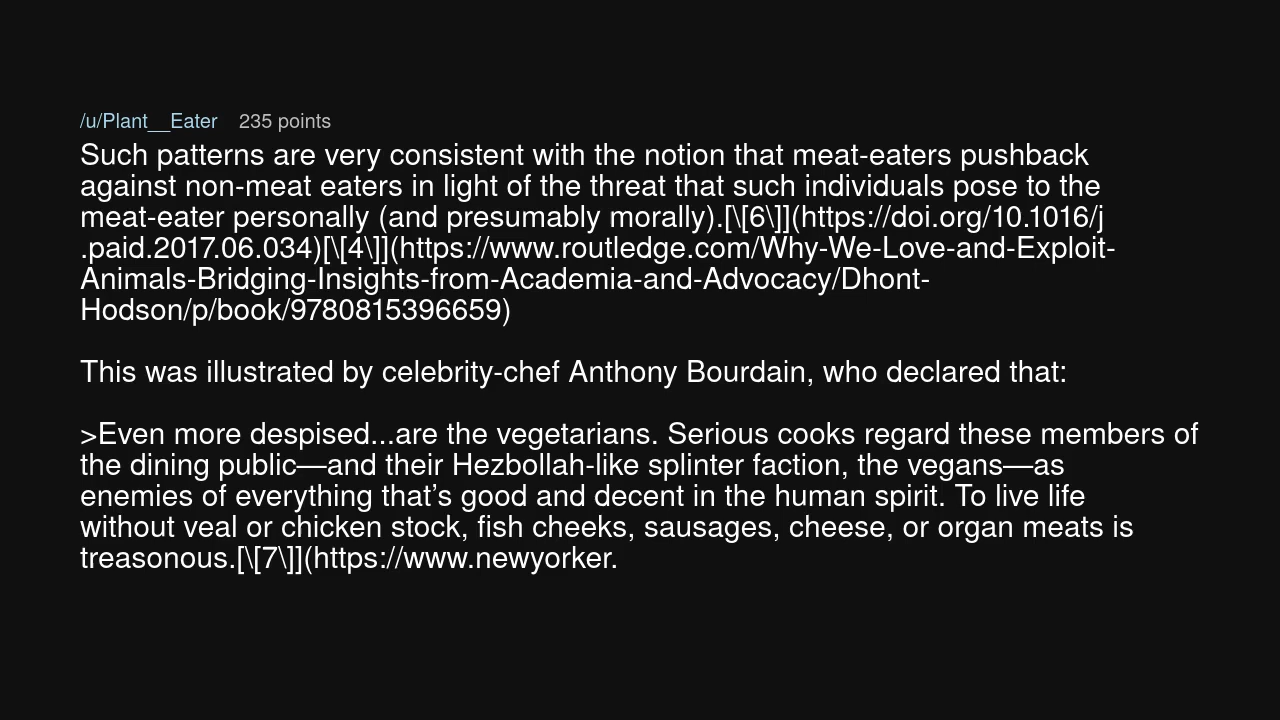 /u/Plant__Eater 235 points
Such patterns are very consistent with the notion that meat-eaters pushback
against non-meat eaters in light of the threat that such individuals pose to the
meat-eater personally (and presumably morally).[\[6\]](https://doi.org/10.1016/j
.paid.2017.06.034)[\[4\]](https://www.routledge.com/Why-We-Love-and-Exploit-
Animals-Bridging-Insights-from-Academia-and-Advocacy/Dhont-
Hodson/p/book/9780815396659)
This was illustrated by celebrity-chef Anthony Bourdain, who declared that:
>Even more despised...are the vegetarians. Serious cooks regard these members of
the dining public—and their Hezbollah-like splinter faction, the vegans—as
enemies of everything that’s good and decent in the human spirit. To live life
without veal or chicken stock, fish cheeks, sausages, cheese, or organ meats is
treasonous.[\[7\]](https://www.newyorker.